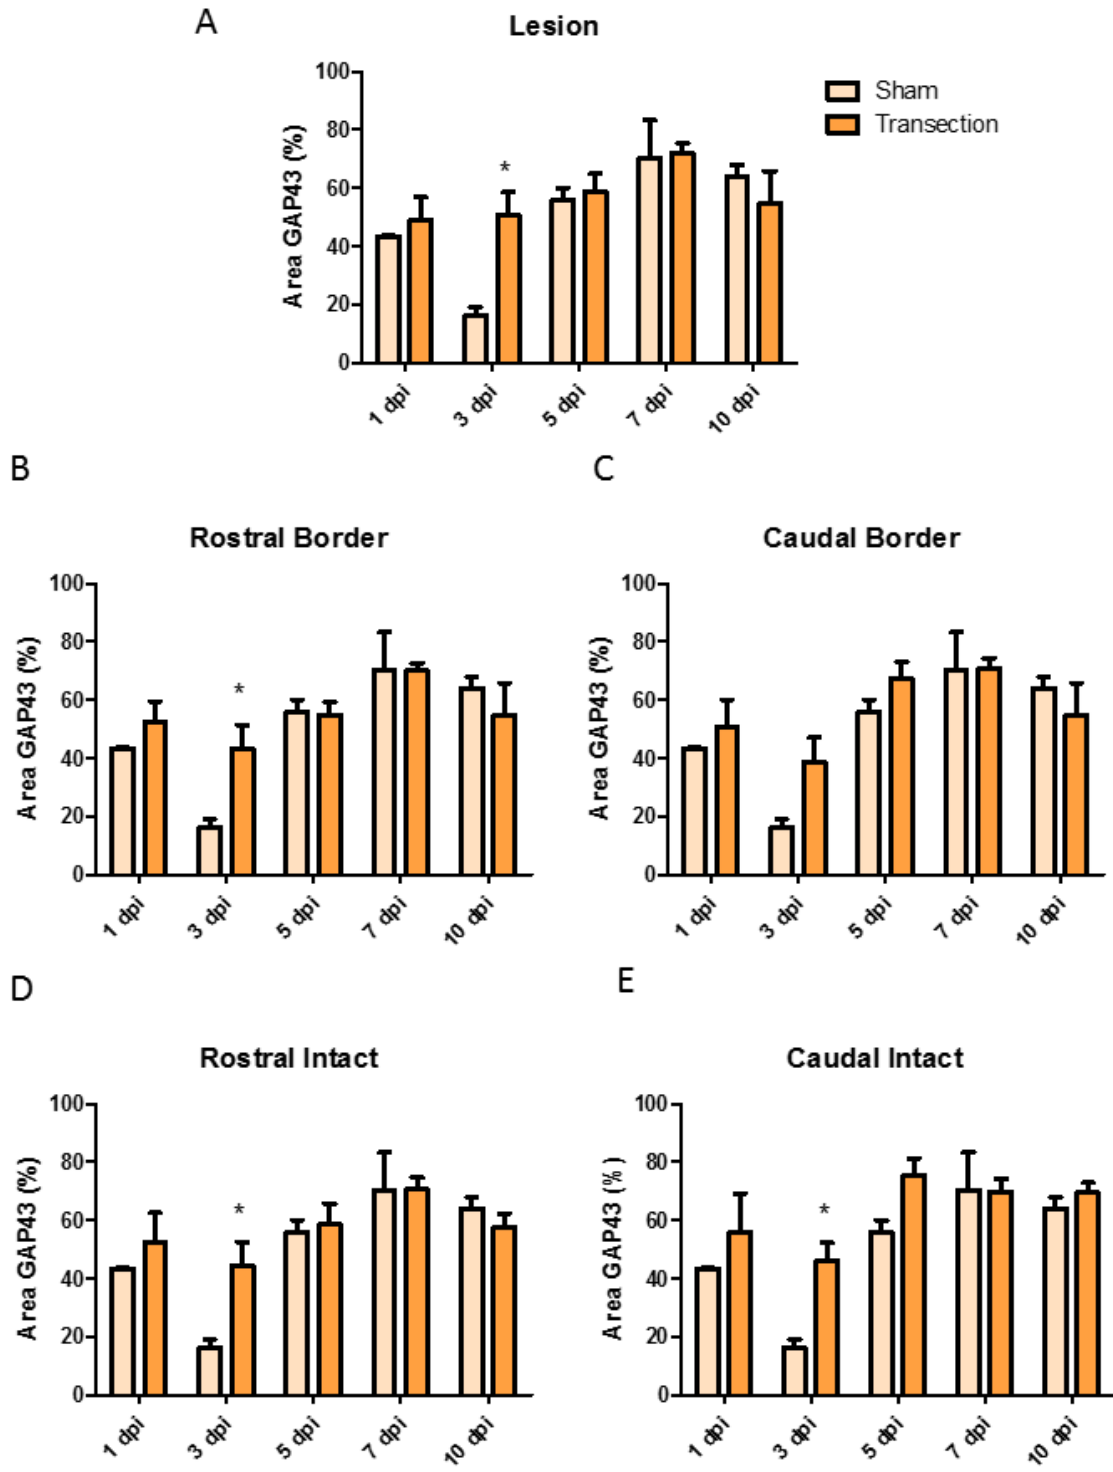 A
Lesion
Sham
Transection
Area GAP43 (%)
100
80
60
40
20
0
*
1 dpi
3 dpi
5 dpi
7 dpi
10 dpi
B
Rostral Border
Area GAP43 (%)
100
80
60
40
20
0
*
1 dpi
3 dpi
5 dpi
7 dpi
10 dpi
C
Caudal Border
Area GAP43 (%)
100
80
60
40
20
0
1 dpi
3 dpi
5 dpi
7 dpi
10 dpi
D
Rostral Intact
Area GAP43 (%)
100
80
60
40
20
0
*
1 dpi
3 dpi
5 dpi
7 dpi
10 dpi
E
Caudal Intact
Area GAP43 (%)
100
80
60
40
20
0
*
1 dpi
3 dpi
5 dpi
7 dpi
10 dpi